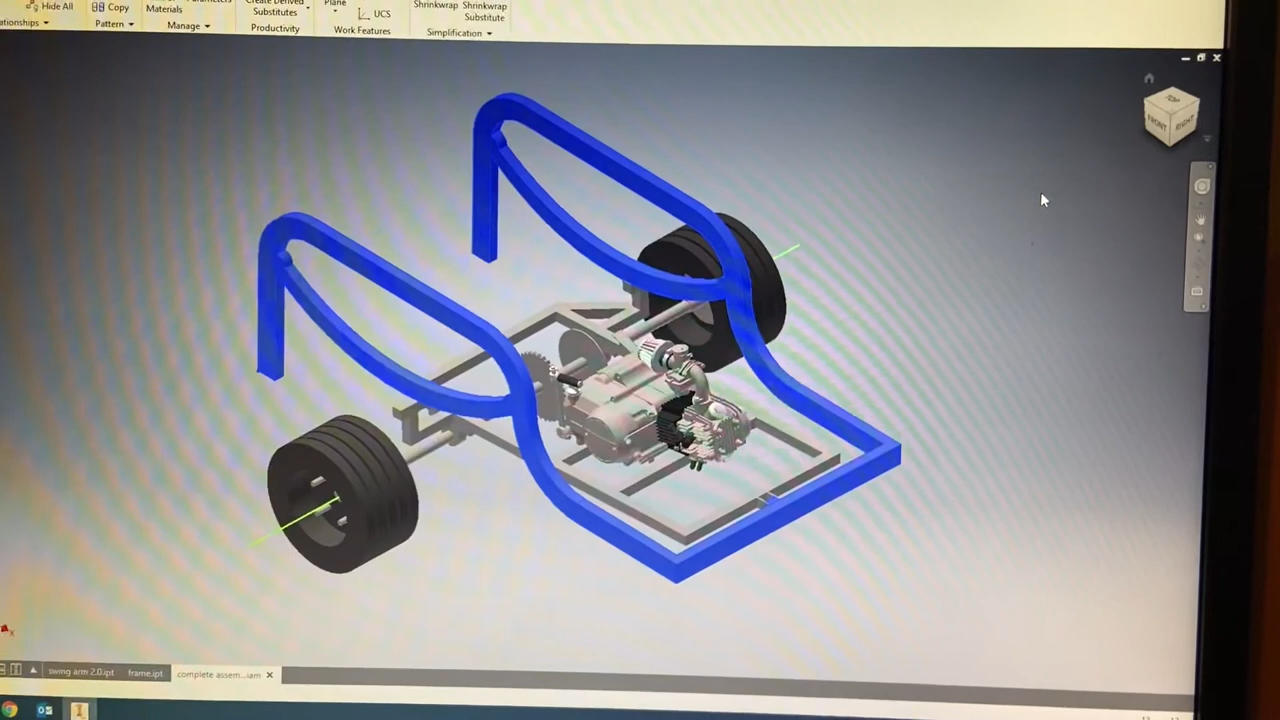 Hide All
Copy
Materials
Create Derived
Substitutes
Plane
UCS
Shrinkwrap
Shrinkwrap
Substitute
Pattern
Manage
Productivity
Work Features
Simplification
TOP
FRONT
RIGHT
swing arm 2.0.ipt
frame.ipt
complete assem...iam